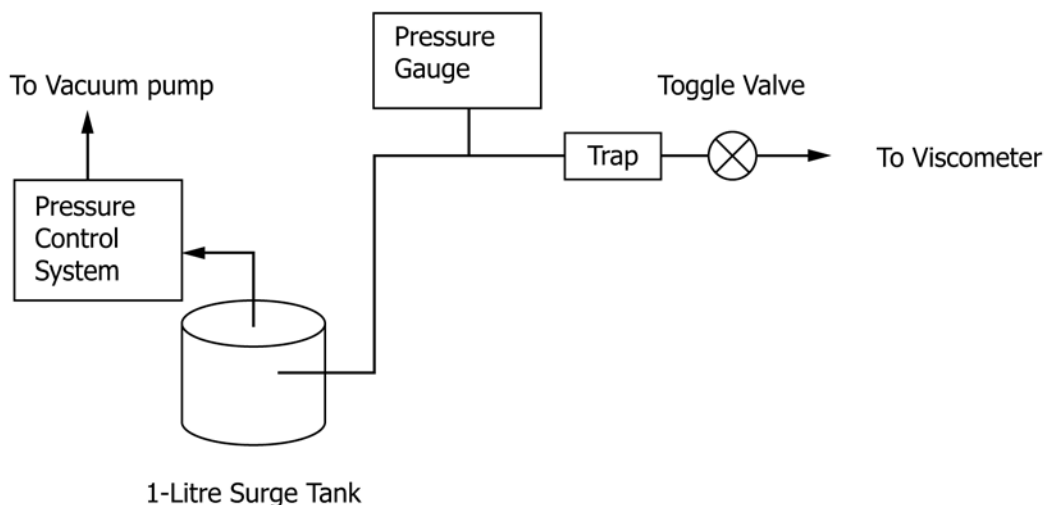 Pressure
Gauge
To Vacuum pump
Toggle Valve
Trap
To Viscometer
Pressure
Control
System
1-Litre Surge Tank